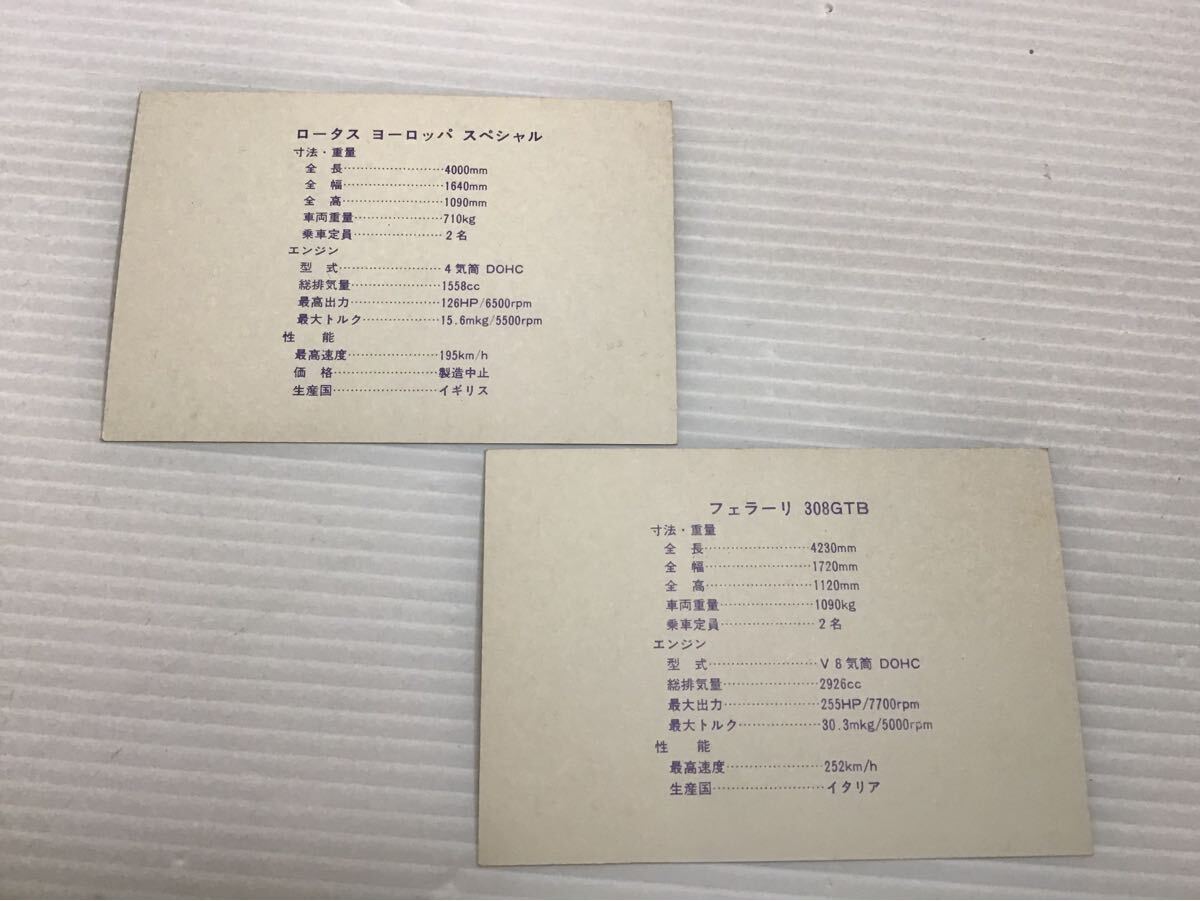 ロータス ヨーロッパ スペシャル
寸法・重量
全 長……………………4000mm
全 幅……………………1640mm
全 高……………………1090mm
車両重量…………………710kg
乗車定員…………………2名
エンジン
型 式……………………4気筒 DOHC
総排気量…………………1558cc
最高出力…………………126HP/6500rpm
最大トルク………………15.6mkg/5500rpm
性 能
最高速度…………………195km/h
価 格……………………製造中止
生産国……………………イギリス
フェラーリ 308GTB
寸法・重量
全 長……………………4230mm
全 幅……………………1720mm
全 高……………………1120mm
車両重量…………………1090kg
乗車定員…………………2名
エンジン
型 式……………………V8気筒 DOHC
総排気量…………………2926cc
最大出力…………………255HP/7700rpm
最大トルク………………30.3mkg/5000rpm
性 能
最高速度…………………252km/h
生産国……………………イタリア